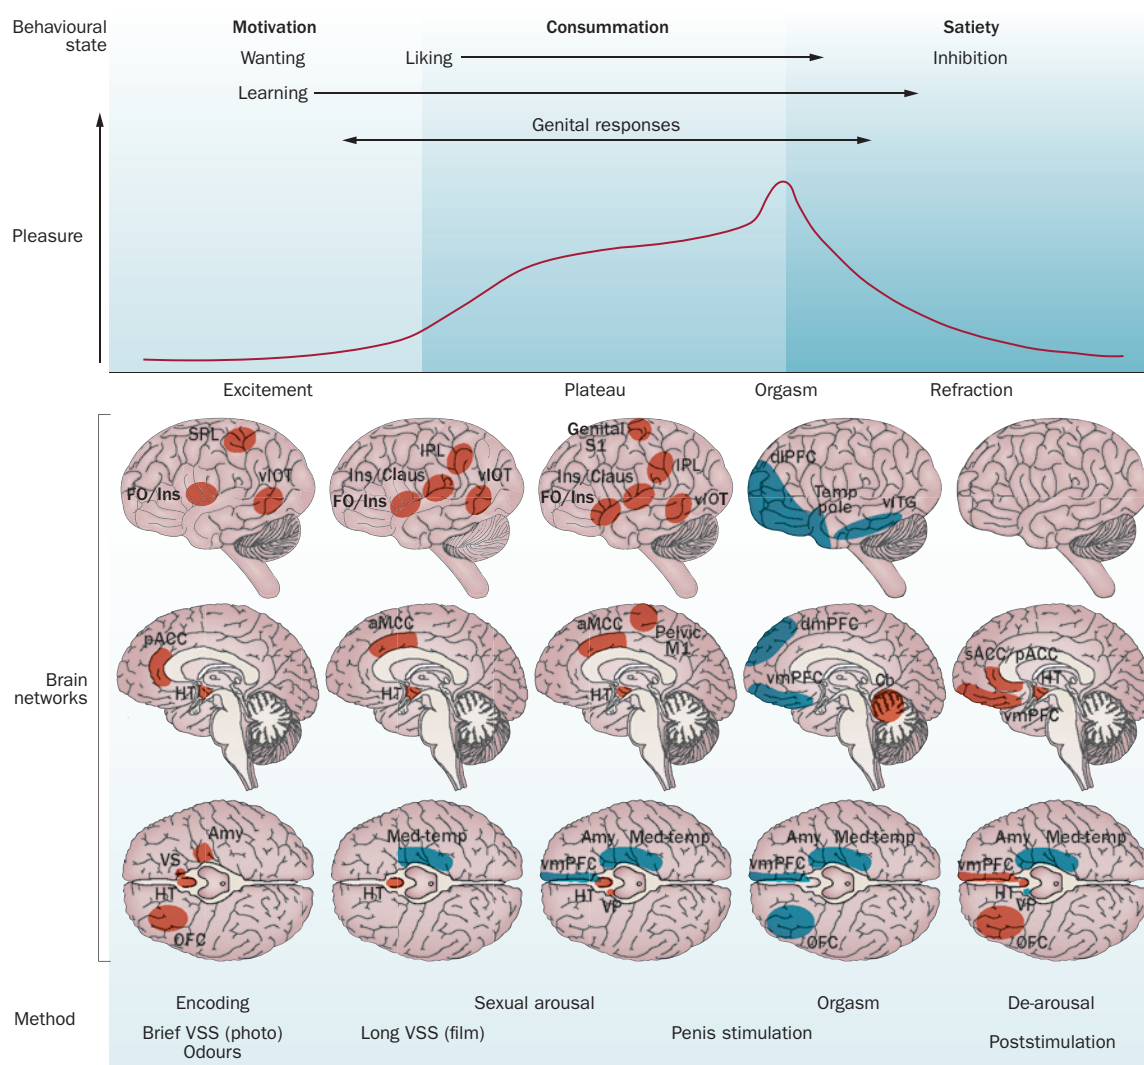 Behavioural
state
Motivation
Consummation
Satiety
Wanting
Liking
Inhibition
Learning
Genital responses
Pleasure
Excitement
Plateau
Orgasm
Refraction
Brain
networks
SPL
FO/Ins
vIOT
IPL
Ins/Claus
vIOT
FO/Ins
Genital
S1
Ins/Claus
IPL
FO/Ins
vIOT
dlPFC
Temp
pole
vITG
pACC
HT
aMCC
HT
aMCC
Pelvic
M1
HT
dmPFC
vmPFC
Cb
sACC/pACC
HT
vmPFC
Amy
VS
HT
OFC
Med-temp
HT
Amy Med-temp
vmPFC
HT
VP
Amy Med-temp
vmPFC
OFC
Amy Med-temp
vmPFC
HT
VP
OFC
Method
Encoding
Sexual arousal
Orgasm
De-arousal
Brief VSS (photo)
Odours
Long VSS (film)
Penis stimulation
Poststimulation